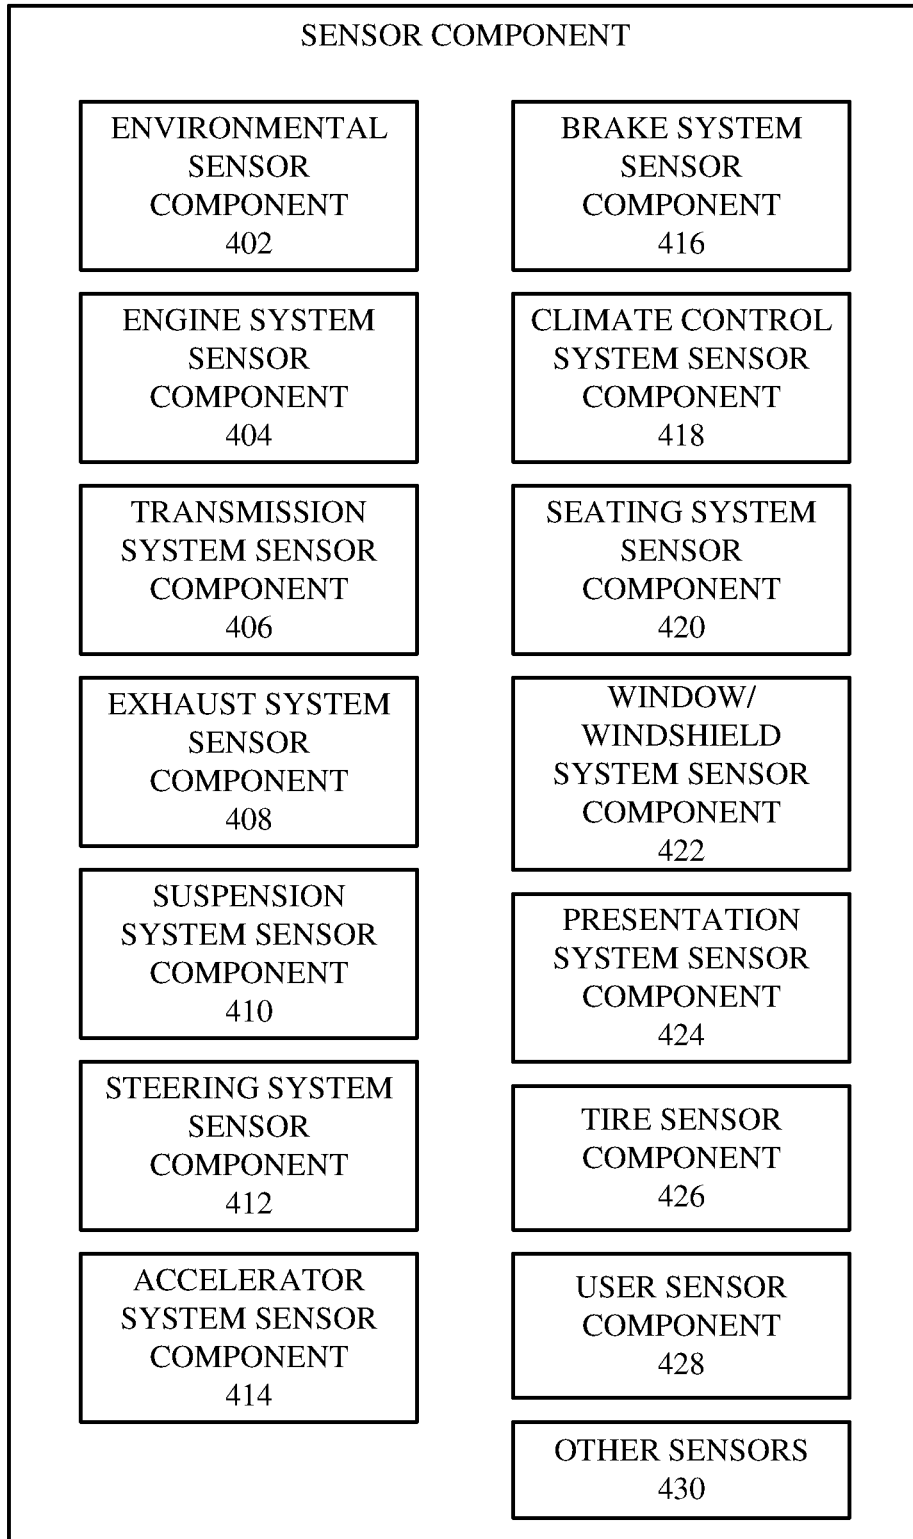 SENSOR COMPONENT
ENVIRONMENTAL
SENSOR
COMPONENT
402
ENGINE SYSTEM
SENSOR
COMPONENT
404
TRANSMISSION
SYSTEM SENSOR
COMPONENT
406
EXHAUST SYSTEM
SENSOR
COMPONENT
408
SUSPENSION
SYSTEM SENSOR
COMPONENT
410
STEERING SYSTEM
SENSOR
COMPONENT
412
ACCELERATOR
SYSTEM SENSOR
COMPONENT
414
BRAKE SYSTEM
SENSOR
COMPONENT
416
CLIMATE CONTROL
SYSTEM SENSOR
COMPONENT
418
SEATING SYSTEM
SENSOR
COMPONENT
420
WINDOW/
WINDSHIELD
SYSTEM SENSOR
COMPONENT
422
PRESENTATION
SYSTEM SENSOR
COMPONENT
424
TIRE SENSOR
COMPONENT
426
USER SENSOR
COMPONENT
428
OTHER SENSORS
430